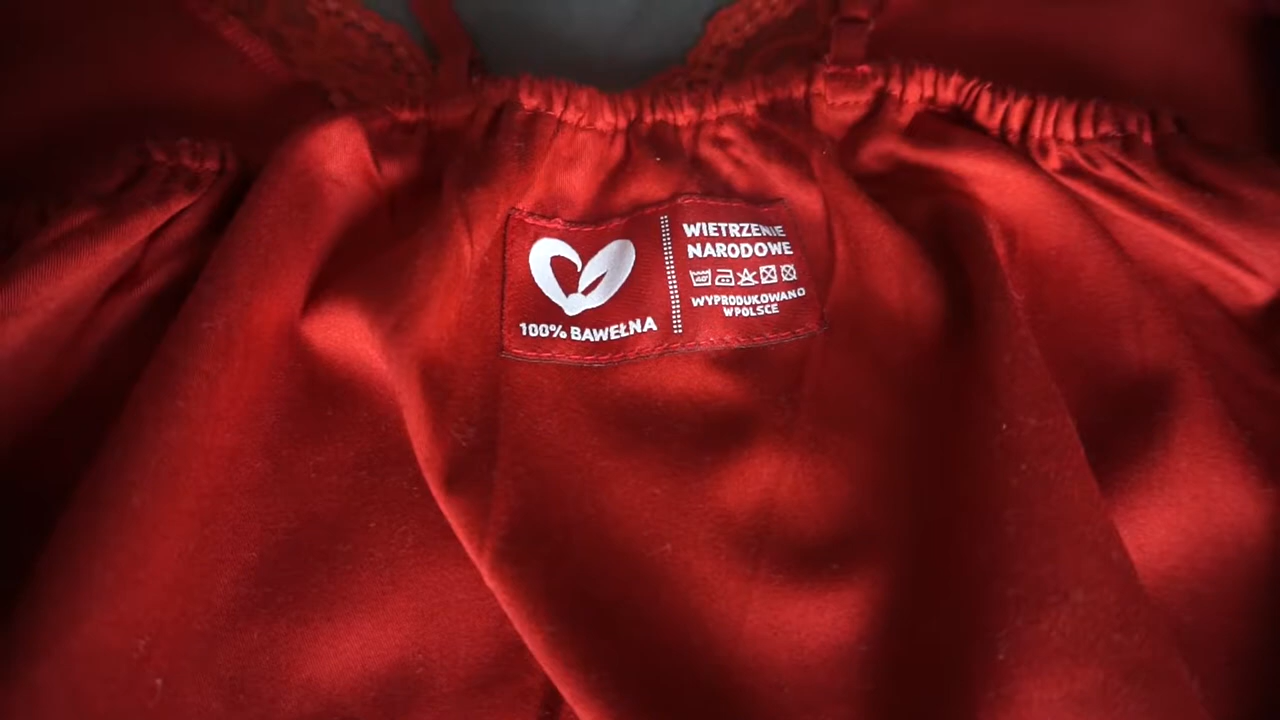 100% BAWEŁNA
WIETRZENIE
NARODOWE
WYPRODUKOWANO
W POLSCE